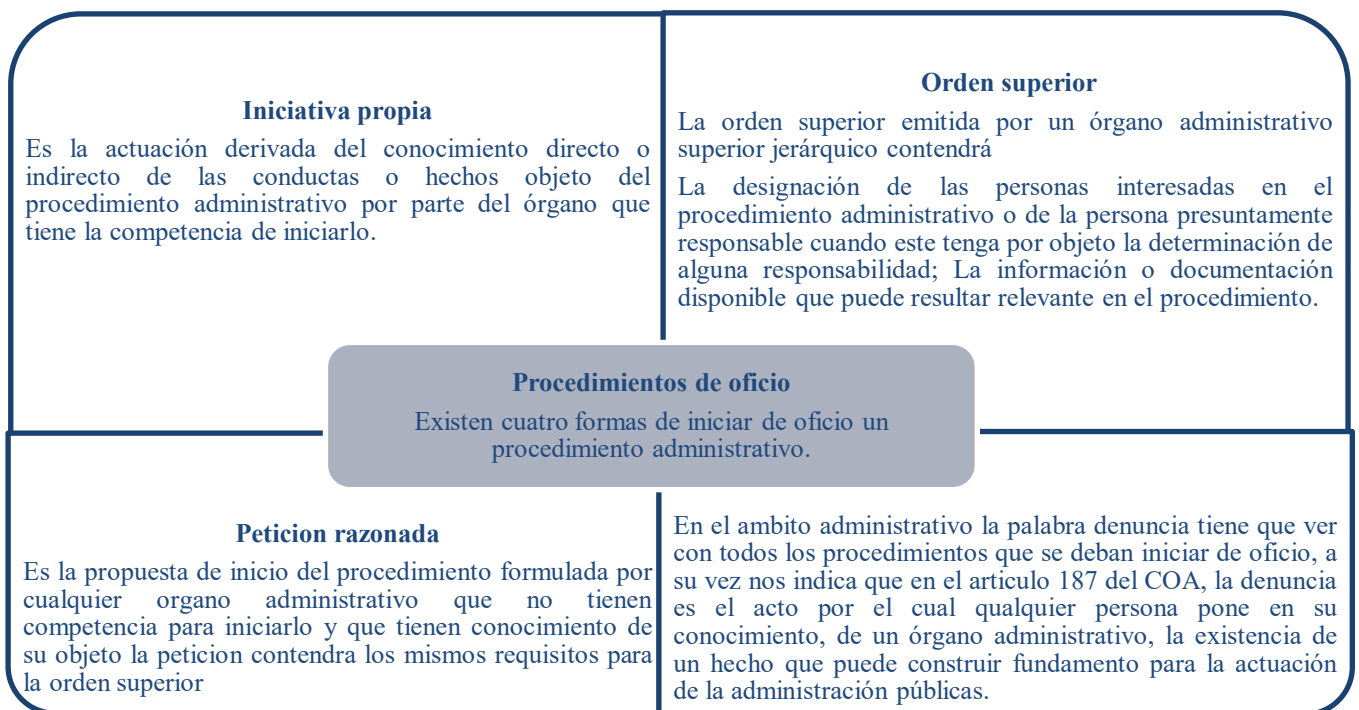 Iniciativa propia
Es la actuación derivada del conocimiento directo o
indirecto de las conductas o hechos objeto del
procedimiento administrativo por parte del órgano que
tiene la competencia de iniciarlo.
Orden superior
La orden superior emitida por un órgano administrativo
superior jerárquico contendrá
La designación de las personas interesadas en el
procedimiento administrativo o de la persona presuntamente
responsable cuando este tenga por objeto la determinación de
alguna responsabilidad; La información o documentación
disponible que puede resultar relevante en el procedimiento.
Procedimientos de oficio
Existen cuatro formas de iniciar de oficio un
procedimiento administrativo.
Peticion razonada
Es la propuesta de inicio del procedimiento formulada por
cualquier organo administrativo que no tienen
competencia para iniciarlo y que tienen conocimiento de
su objeto la peticion contendra los mismos requisitos para
la orden superior
En el ambito administrativo la palabra denuncia tiene que ver
con todos los procedimientos que se deban iniciar de oficio, a
su vez nos indica que en el articulo 187 del COA, la denuncia
es el acto por el cual qualquier persona pone en su
conocimiento, de un órgano administrativo, la existencia de
un hecho que puede construir fundamento para la actuación
de la administración públicas.